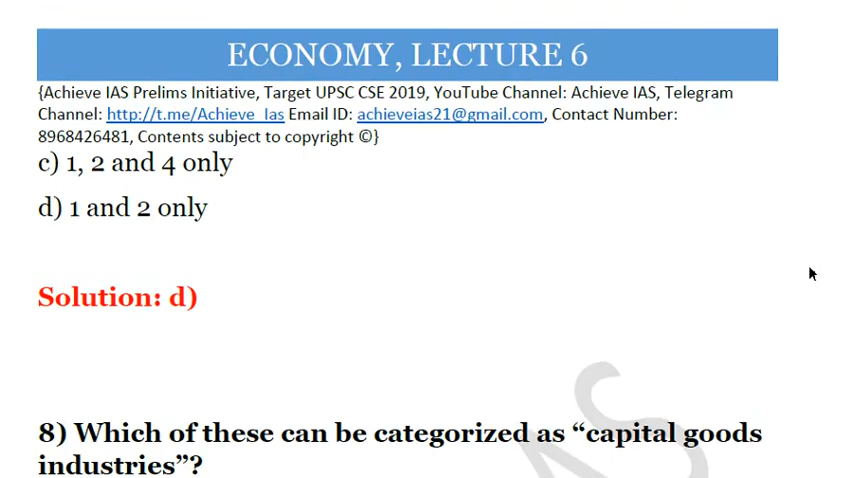 ECONOMY, LECTURE 6
{Achieve IAS Prelims Initiative, Target UPSC CSE 2019, YouTube Channel: Achieve IAS, Telegram
Channel: http://t.me/Achieve_Ias Email ID: achieveias21@gmail.com, Contact Number:
8968426481, Contents subject to copyright ©}
c) 1, 2 and 4 only
d) 1 and 2 only
Solution: d)
8) Which of these can be categorized as “capital goods
industries”?